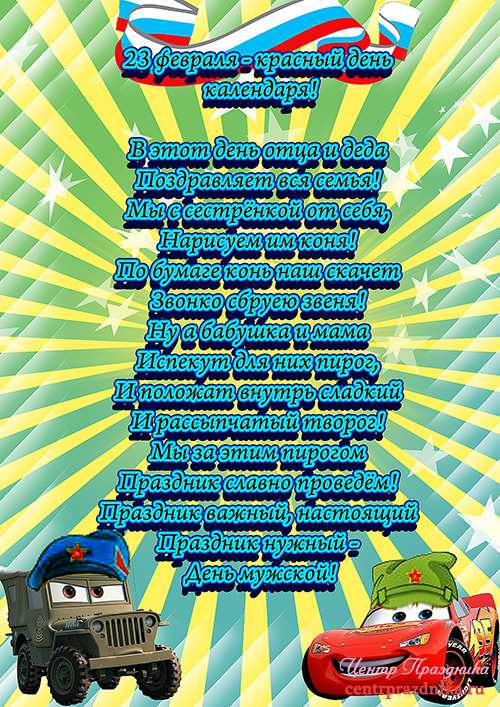 23 февраля - красный день
календаря!
В этот день отца и деда
Поздравляет вся семья!
Мы с сестрёнкой от себя,
Нарисуем им коня!
По бумаге конь наш скачет
Звонко сбруею звеня!
Ну а бабушка и мама
Испекут для них пирог,
И положат внутрь сладкий
И рассыпчатый творог!
Мы за этим пирогом
Праздник славно проведём!
Праздник важный, настоящий
Праздник нужный -
День мужской!
95
Центр Праздника
centrprazdnika.ru